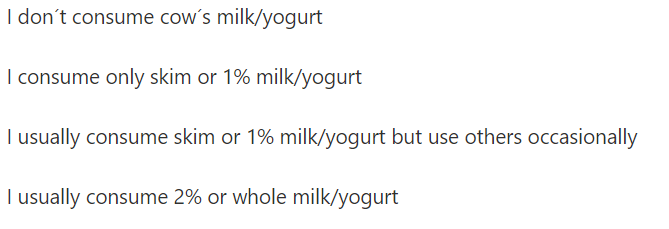 I don´t consume cow´s milk/yogurt
I consume only skim or 1% milk/yogurt
I usually consume skim or 1% milk/yogurt but use others occasionally
I usually consume 2% or whole milk/yogurt